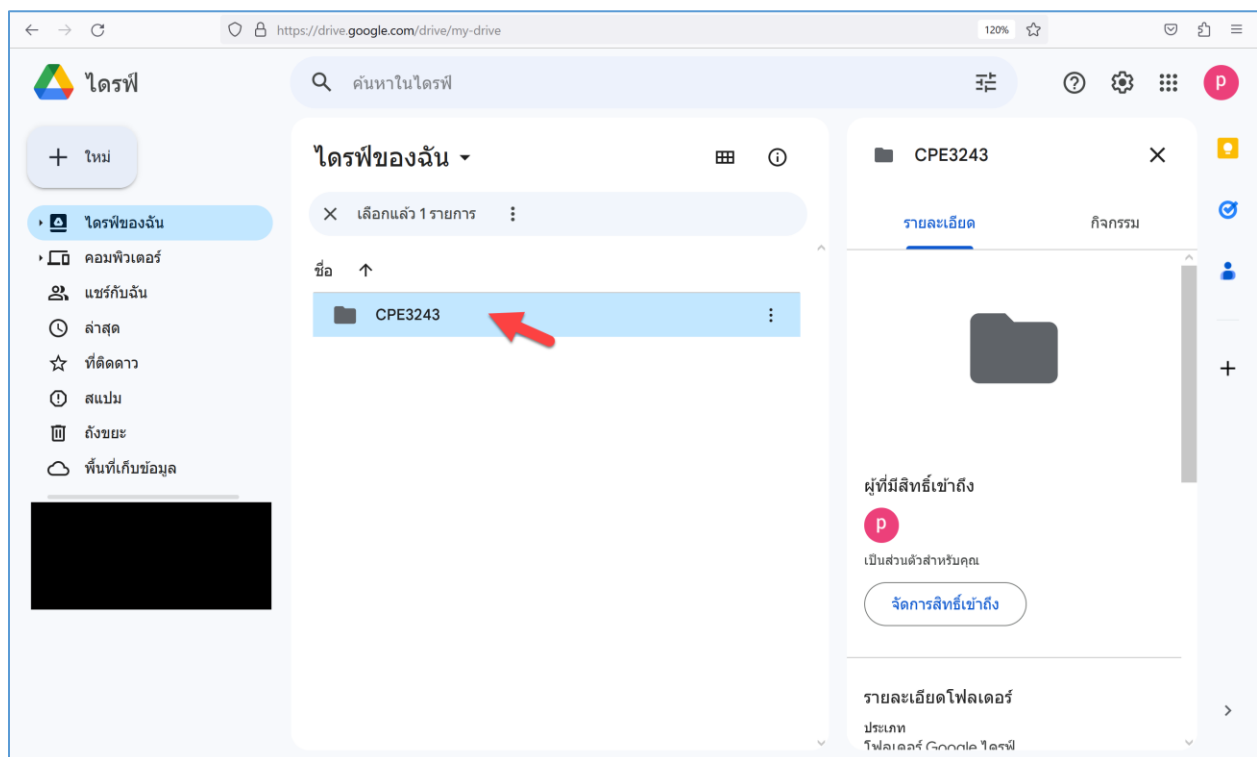 https://drive.google.com/drive/my-drive
120%
ไดรฟ์
ค้นหาในไดรฟ์
p
ใหม่
ไดรฟ์ของฉัน
คอมพิวเตอร์
แชร์กับฉัน
ล่าสุด
ที่ติดดาว
สแปม
ถังขยะ
พื้นที่เก็บข้อมูล
ไดรฟ์ของฉัน
เลือกแล้ว 1 รายการ
ชื่อ
CPE3243
CPE3243
รายละเอียด
กิจกรรม
ผู้ที่มีสิทธิ์เข้าถึง
p
เป็นส่วนตัวสำหรับคุณ
จัดการสิทธิ์เข้าถึง
รายละเอียดโฟลเดอร์
ประเภท
โฟลเดอร์ Google ไดรฟ์